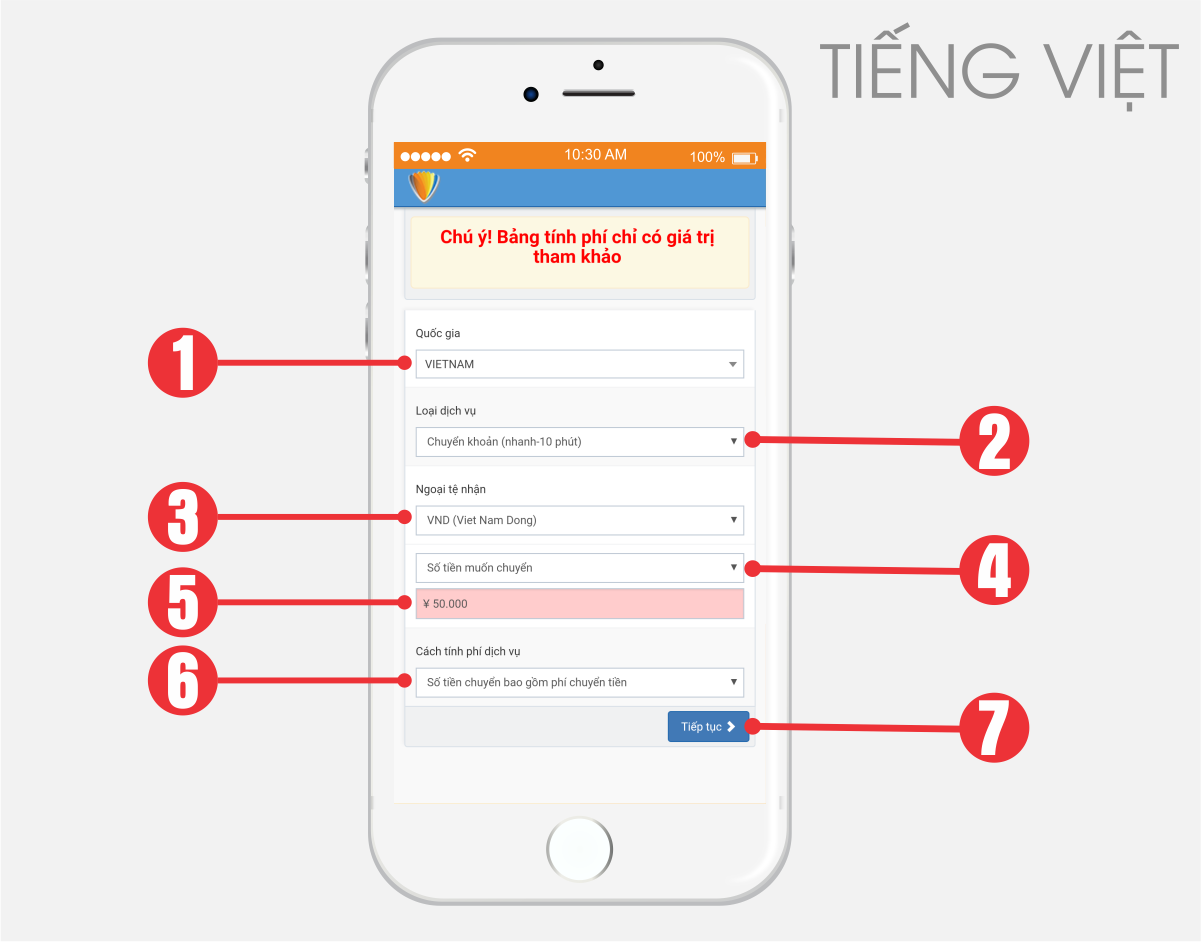 TIẾNG VIỆT
10:30 AM
100%
Chú ý! Bảng tính phí chỉ có giá trị
tham khảo
Quốc gia
1
VIETNAM
Loại dịch vụ
Chuyển khoản (nhanh-10 phút)
2
Ngoại tệ nhận
3
VND (Viet Nam Dong)
Số tiền muốn chuyển
4
5
¥ 50.000
Cách tính phí dịch vụ
6
Số tiền chuyển bao gồm phí chuyển tiền
Tiếp tục
7